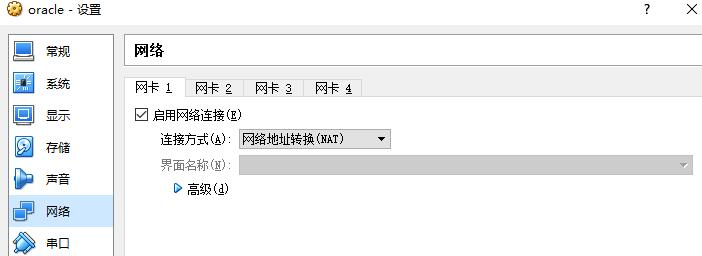 oracle - 设置
常规
系统
显示
存储
声音
网络
串口
网络
网卡 1 网卡 2 网卡 3 网卡 4
启用网络连接(E)
连接方式(A): 网络地址转换(NAT)
界面名称(N):
高级(d)